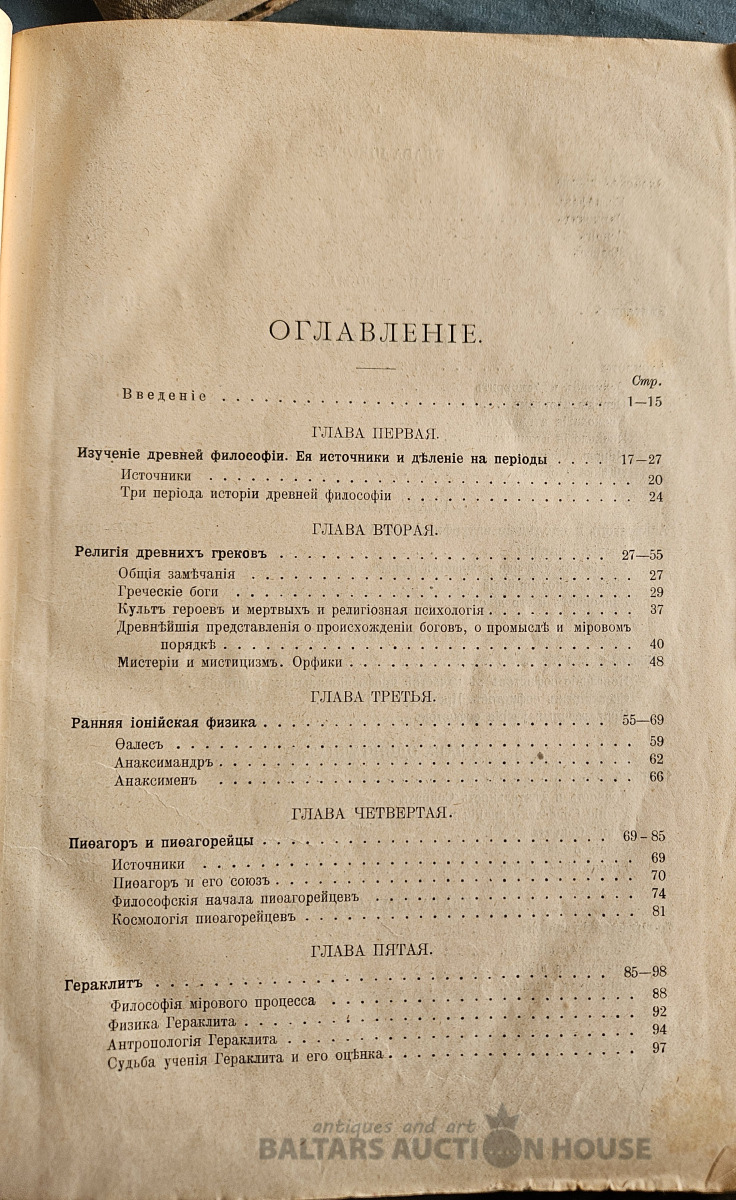 ОГЛАВЛЕНІЕ.
Стр.
Введеніе . . . . . . . . . . . . . . . . . . . . . . . . . . 1—15
ГЛАВА ПЕРВАЯ.
Изученіе древней философіи. Ея источники и дѣленіе на періоды . . . . 17—27
Источники . . . . . . . . . . . . . . . . . . . . . . . . . . 20
Три періода исторіи древней философіи . . . . . . . . . . . . . . 24
ГЛАВА ВТОРАЯ.
Религія древнихъ грековъ . . . . . . . . . . . . . . . . . . . . . . 27—55
Общія замѣчанія . . . . . . . . . . . . . . . . . . . . . . . . 27
Греческіе боги . . . . . . . . . . . . . . . . . . . . . . . . . 29
Культъ героевъ и мертвыхъ и религіозная психологія . . . . . . . . . . 37
Древнѣйшія представленія о происхожденіи боговъ, о промыслѣ и міровомъ
порядкѣ . . . . . . . . . . . . . . . . . . . . . . . . . . 40
Мистеріи и мистицизмъ. Орфики . . . . . . . . . . . . . . . . . . 48
ГЛАВА ТРЕТЬЯ.
Ранняя іонійская физика . . . . . . . . . . . . . . . . . . . . . . 55—69
Ѳалесъ . . . . . . . . . . . . . . . . . . . . . . . . . . . . 59
Анаксимандръ . . . . . . . . . . . . . . . . . . . . . . . . . . 62
Анаксименъ . . . . . . . . . . . . . . . . . . . . . . . . . . 66
ГЛАВА ЧЕТВЕРТАЯ.
Пиѳагоръ и пиѳагорейцы . . . . . . . . . . . . . . . . . . . . . . 69-85
Источники . . . . . . . . . . . . . . . . . . . . . . . . . . 69
Пиѳагоръ и его союзъ . . . . . . . . . . . . . . . . . . . . . . 70
Философскія начала пиѳагорейцевъ . . . . . . . . . . . . . . . . 74
Космологія пиѳагорейцевъ . . . . . . . . . . . . . . . . . . . . 81
ГЛАВА ПЯТАЯ.
Гераклитъ . . . . . . . . . . . . . . . . . . . . . . . . . . . . 85—98
Философія мірового процесса . . . . . . . . . . . . . . . . . . 88
Физика Гераклита . . . . . . . . . . . . . . . . . . . . . . . . 92
Антропологія Гераклита . . . . . . . . . . . . . . . . . . . . . 94
Судьба ученія Гераклита и его оцѣнка . . . . . . . . . . . . . . . 97
antiques and art
BALTARS AUCTION HOUSE